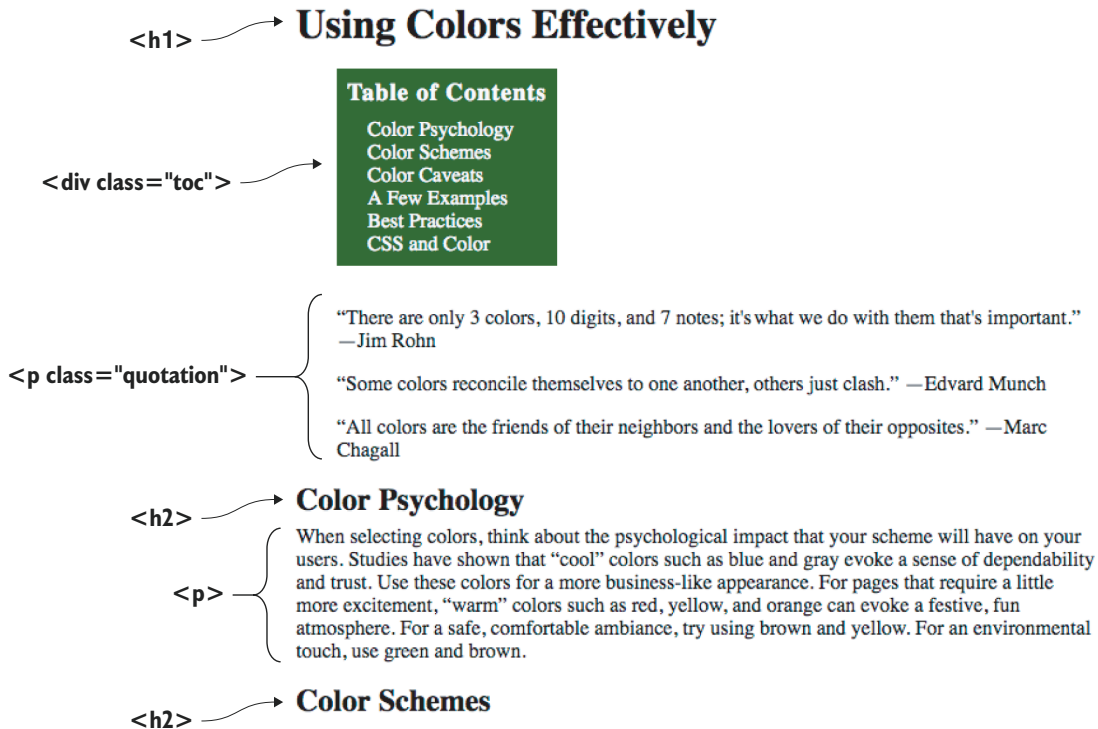 <h1>
Using Colors Effectively
<div class="toc">
Table of Contents
Color Psychology
Color Schemes
Color Caveats
A Few Examples
Best Practices
CSS and Color
<p class="quotation">
“There are only 3 colors, 10 digits, and 7 notes; it's what we do with them that's important.”
—Jim Rohn
“Some colors reconcile themselves to one another, others just clash.” —Edvard Munch
“All colors are the friends of their neighbors and the lovers of their opposites.” —Marc
Chagall
<h2>
Color Psychology
<p>
When selecting colors, think about the psychological impact that your scheme will have on your
users. Studies have shown that “cool” colors such as blue and gray evoke a sense of dependability
and trust. Use these colors for a more business-like appearance. For pages that require a little
more excitement, “warm” colors such as red, yellow, and orange can evoke a festive, fun
atmosphere. For a safe, comfortable ambiance, try using brown and yellow. For an environmental
touch, use green and brown.
<h2>
Color Schemes